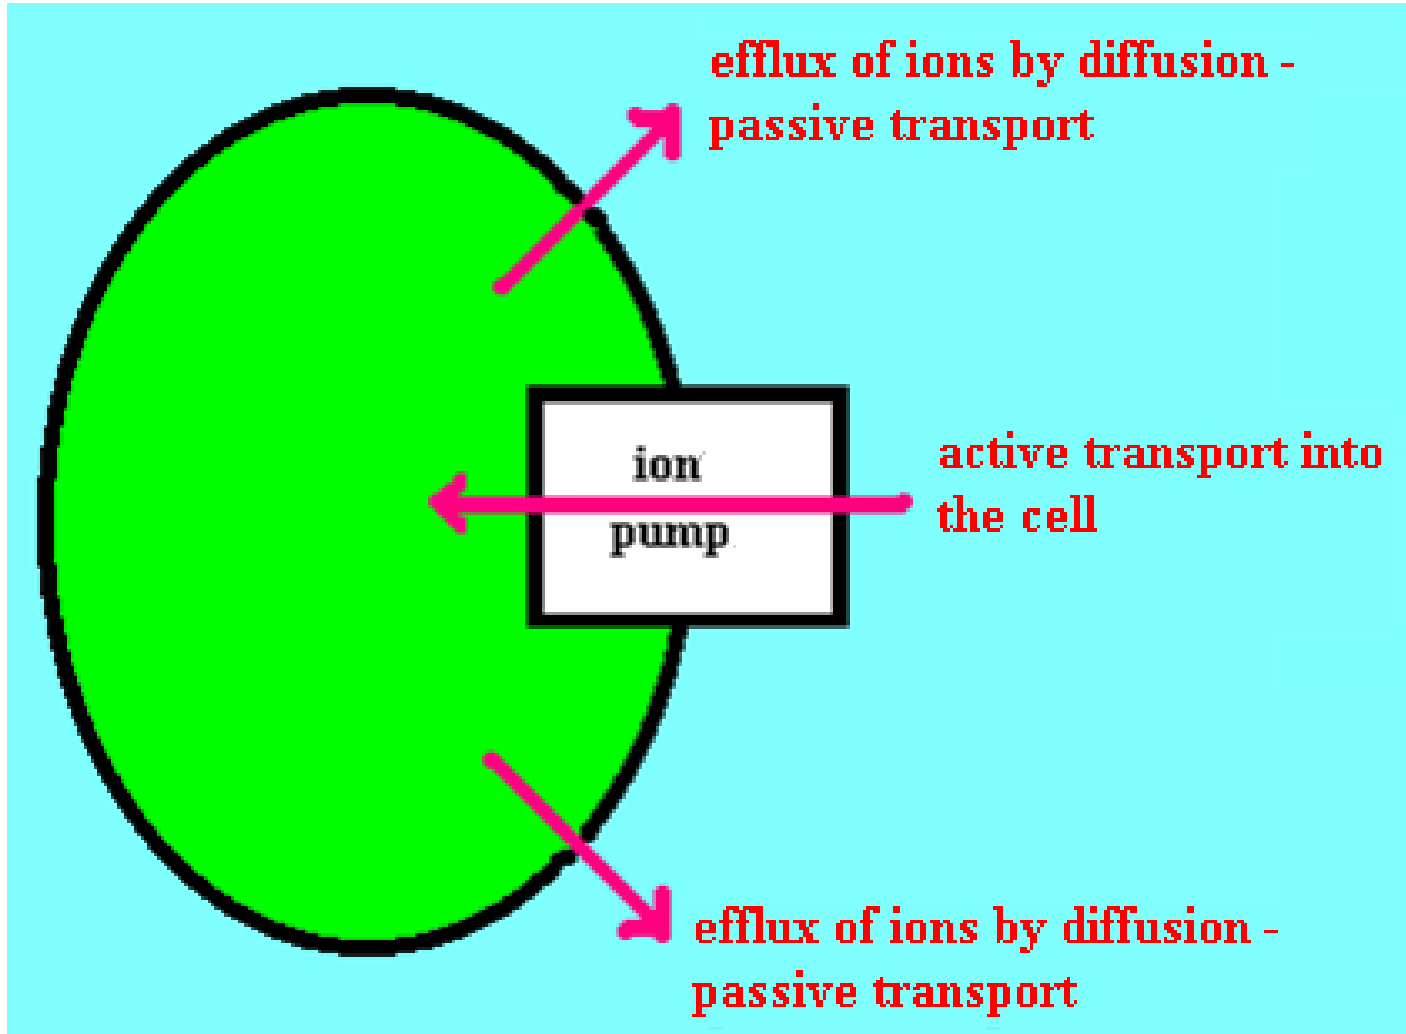 efflux of ions by diffusion -
passive transport
ion
pump
active transport into
the cell
efflux of ions by diffusion -
passive transport